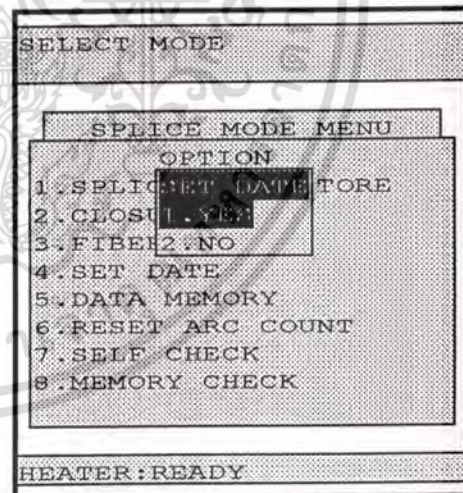 SELECT MODE
SPLICE MODE MENU
OPTION
1.SPLIC SET DATE TORE
2.CLOSU 1.YES
3.FIBER 2.NO
4.SET DATE
5.DATA MEMORY
6.RESET ARC COUNT
7.SELF CHECK
8.MEMORY CHECK
HEATER:READY